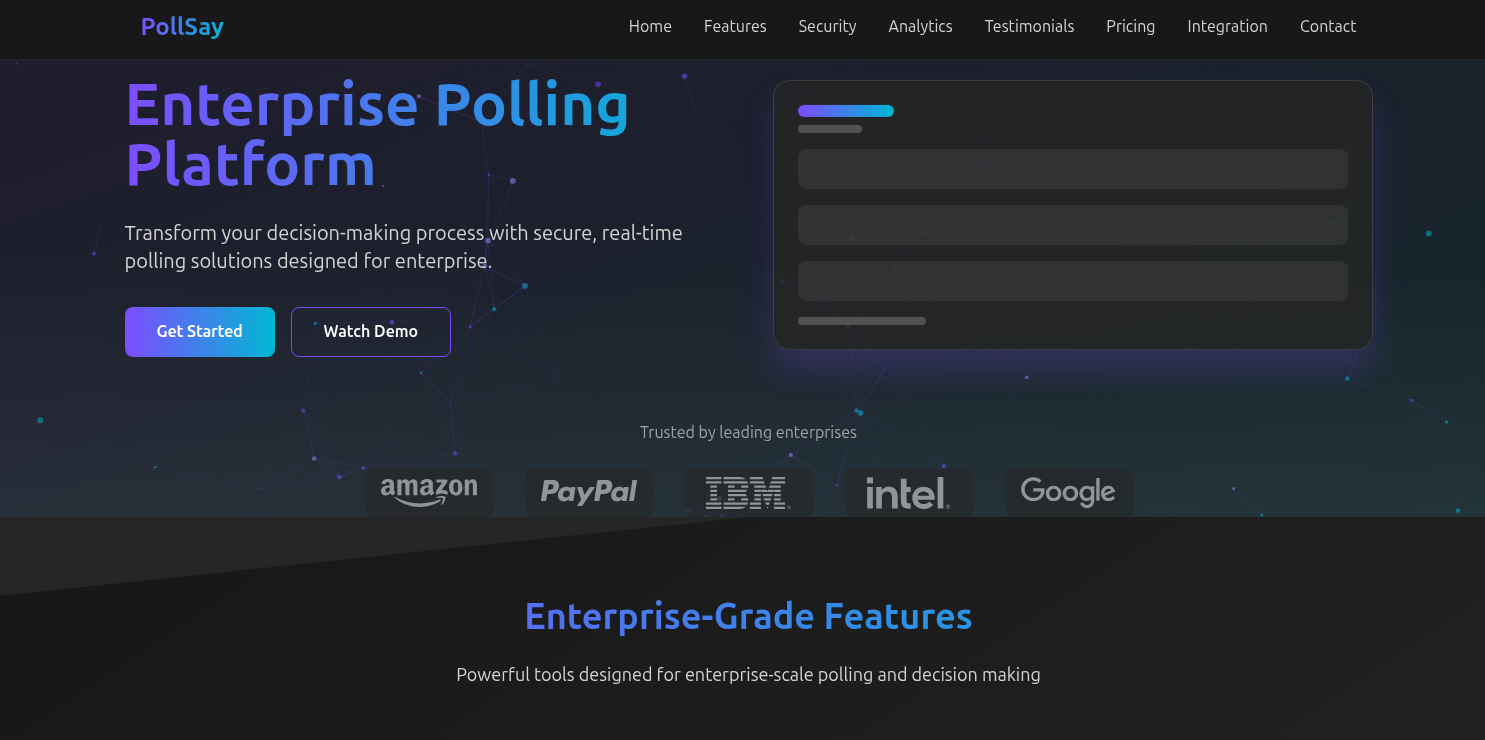 PollSay
Home Features Security Analytics Testimonials Pricing Integration Contact
Enterprise Polling
Platform
Transform your decision-making process with secure, real-time
polling solutions designed for enterprise.
Get Started Watch Demo
Trusted by leading enterprises
amazon PayPal IBM® intel® Google
Enterprise-Grade Features
Powerful tools designed for enterprise-scale polling and decision making